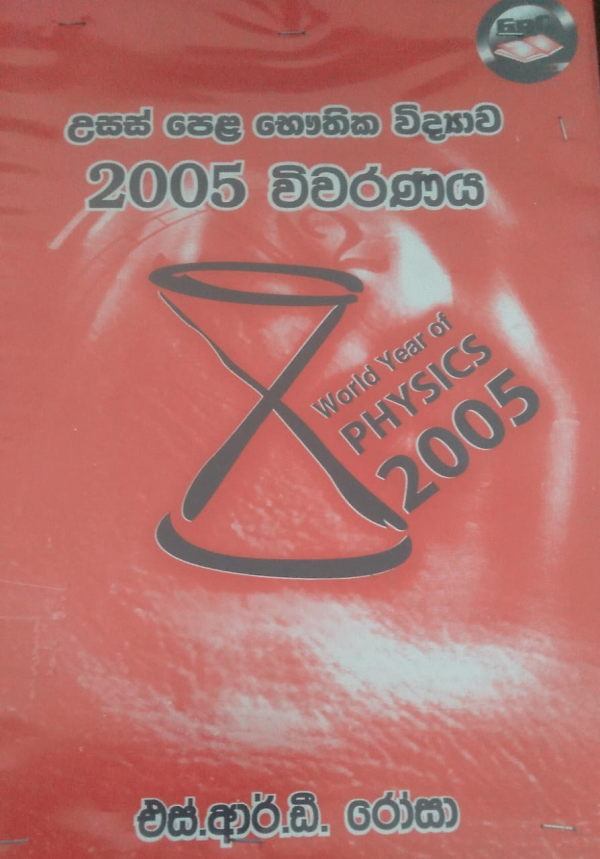 උසස් පෙළ භෞතික විද්‍යාව
2005 විවරණය
World Year of
PHYSICS
2005
එස්.ආර්.ඩී. රෝසා